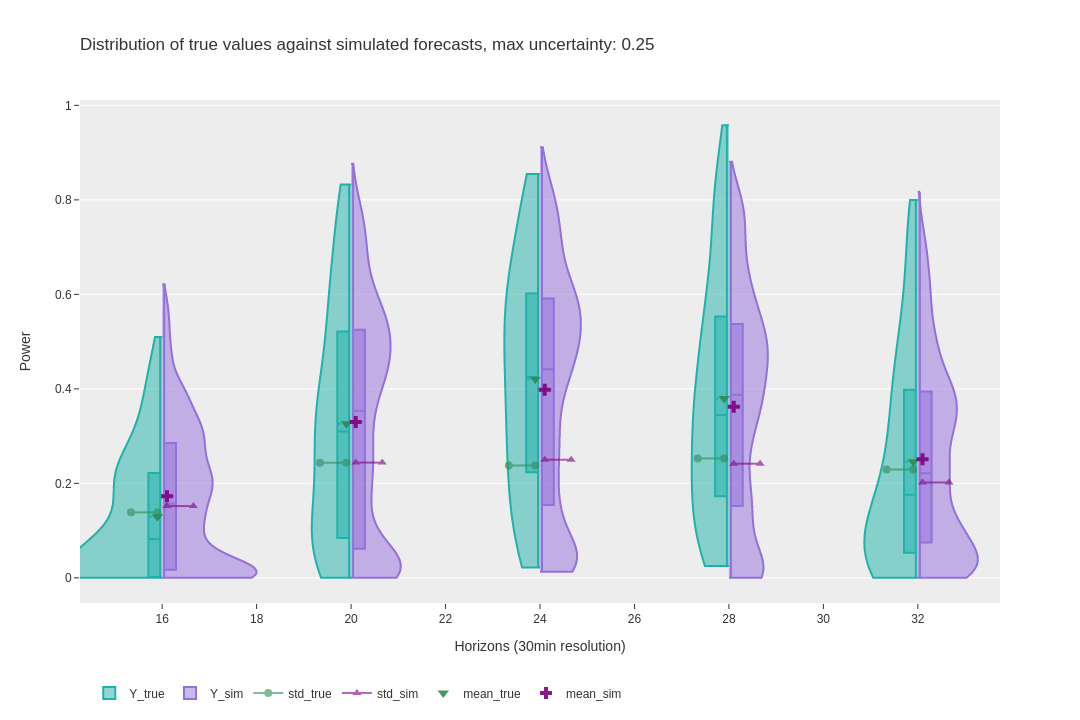 Distribution of true values against simulated forecasts, max uncertainty: 0.25
1
0.8
0.6
0.4
0.2
0
Power
16 18 20 22 24 26 28 30 32
Horizons (30min resolution)
Y_true Y_sim std_true std_sim mean_true mean_sim